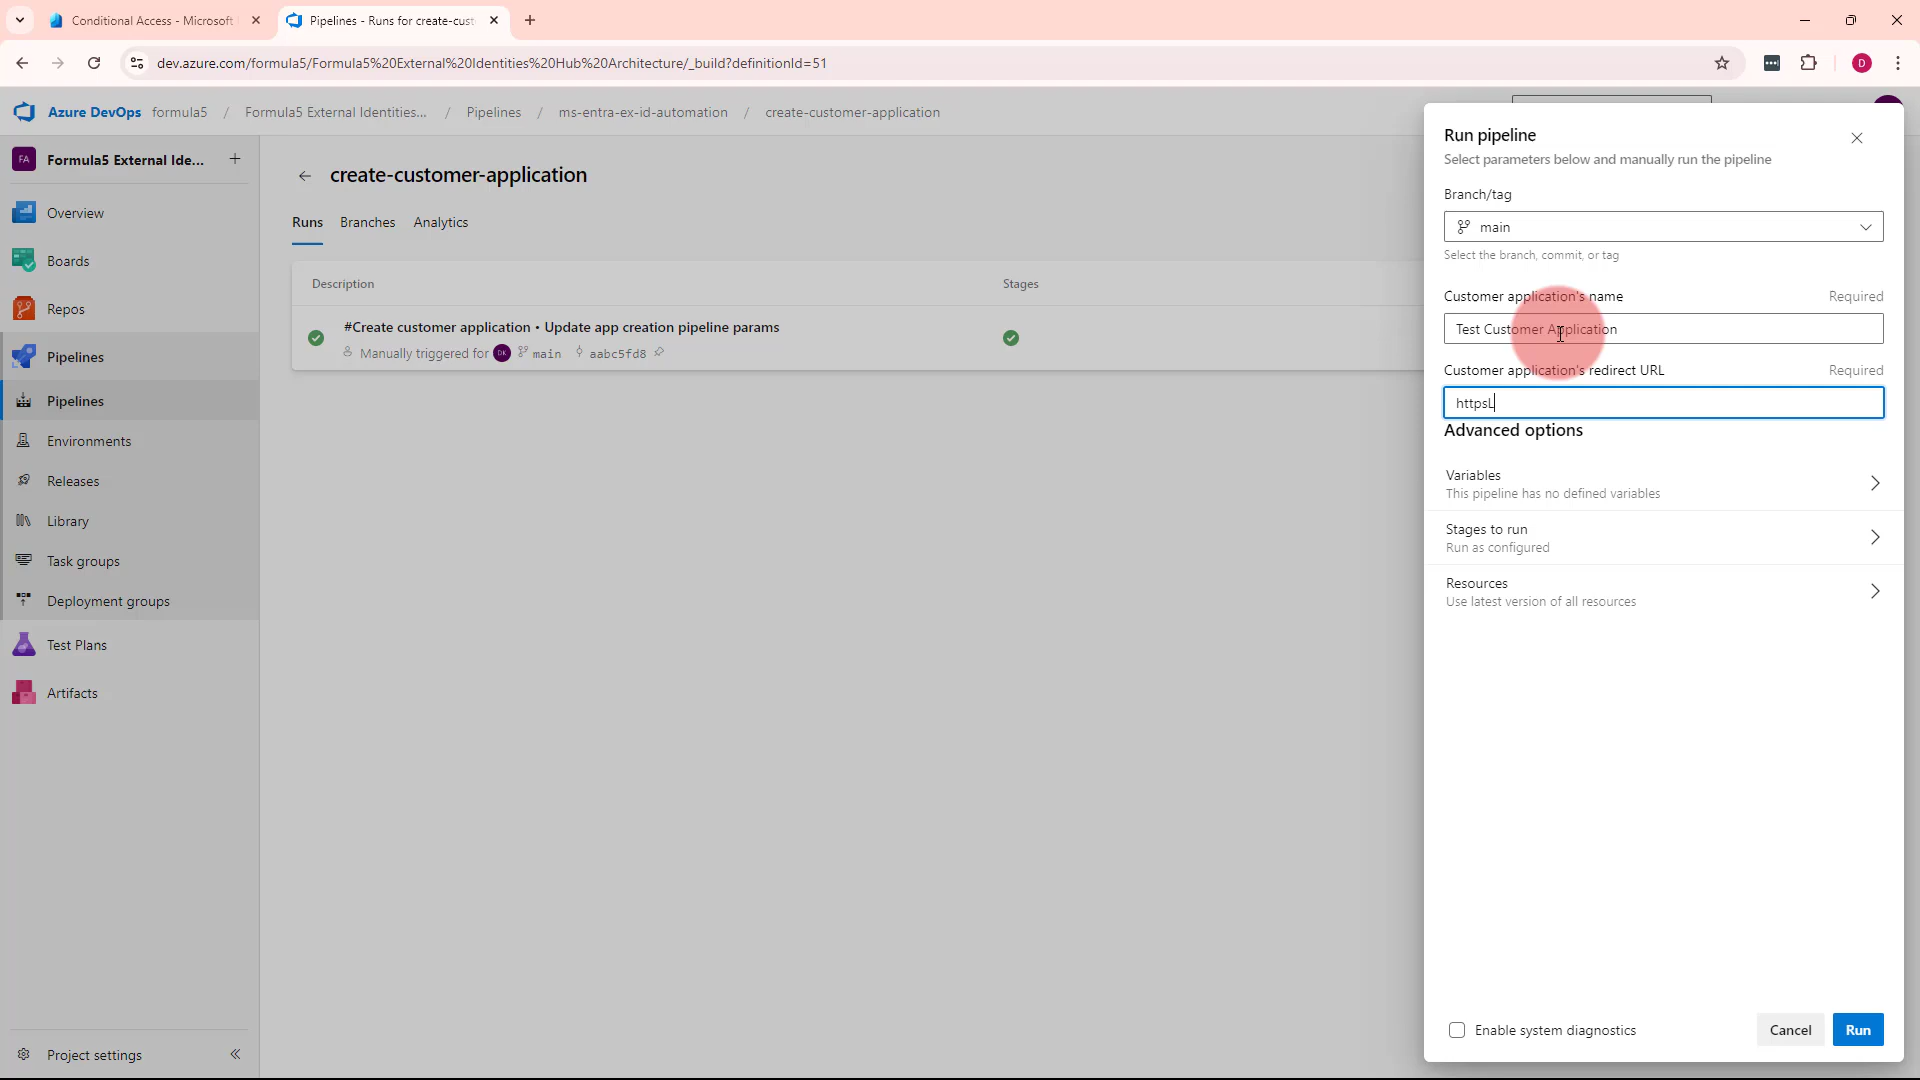 Conditional Access - Microsoft
Pipelines - Runs for create-cust
dev.azure.com/formula5/Formula5%20External%20Identities%20Hub%20Architecture/_build?definitionId=51
D
Azure DevOps formula5 / Formula5 External Identities... / Pipelines / ms-entra-ex-id-automation / create-customer-application
FA Formula5 External Ide...
Overview
Boards
Repos
Pipelines
Pipelines
Environments
Releases
Library
Task groups
Deployment groups
Test Plans
Artifacts
Project settings
create-customer-application
Runs Branches Analytics
Description Stages
#Create customer application • Update app creation pipeline params
Manually triggered for DK main aabc5fd8
Run pipeline
Select parameters below and manually run the pipeline
Branch/tag
main
Select the branch, commit, or tag
Customer application's name Required
Test Customer Application
Customer application's redirect URL Required
httpsL
Advanced options
Variables
This pipeline has no defined variables
Stages to run
Run as configured
Resources
Use latest version of all resources
Enable system diagnostics Cancel Run